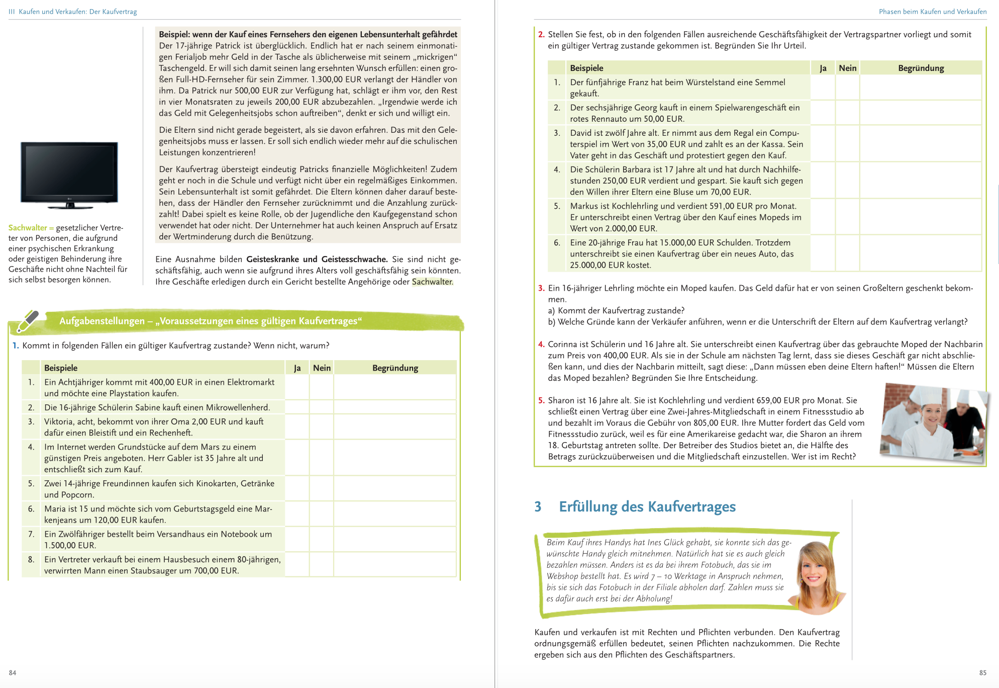 III Kaufen und Verkaufen: Der Kaufvertrag
Beispiel: wenn der Kauf eines Fernsehers den eigenen Lebensunterhalt gefährdet
Der 17-jährige Patrick ist überglücklich. Endlich hat er nach seinem einmonati-
gen Ferialjob mehr Geld in der Tasche als üblicherweise mit seinem „mickrigen“
Taschengeld. Er will sich damit seinen lang ersehnten Wunsch erfüllen: einen gro-
ßen Full-HD-Fernseher für sein Zimmer. 1.300,00 EUR verlangt der Händler von
ihm. Da Patrick nur 500,00 EUR zur Verfügung hat, schlägt er ihm vor, den Rest
in vier Monatsraten zu jeweils 200,00 EUR abzubezahlen. „Irgendwie werde ich
das Geld mit Gelegenheitsjobs schon auftreiben“, denkt er sich und willigt ein.
Die Eltern sind nicht gerade begeistert, als sie davon erfahren. Das mit den Gele-
genheitsjobs muss er lassen. Er soll sich endlich wieder mehr auf die schulischen
Leistungen konzentrieren!
Der Kaufvertrag übersteigt eindeutig Patricks finanzielle Möglichkeiten! Zudem
geht er noch in die Schule und verfügt nicht über ein regelmäßiges Einkommen.
Sein Lebensunterhalt ist somit gefährdet. Die Eltern können daher darauf beste-
hen, dass der Händler den Fernseher zurücknimmt und die Anzahlung zurück-
zahlt! Dabei spielt es keine Rolle, ob der Jugendliche den Kaufgegenstand schon
verwendet hat oder nicht. Der Unternehmer hat auch keinen Anspruch auf Ersatz
der Wertminderung durch die Benützung.
Sachwalter = gesetzlicher Vertre-
ter von Personen, die aufgrund
einer psychischen Erkrankung
oder geistigen Behinderung ihre
Geschäfte nicht ohne Nachteil für
sich selbst besorgen können.
Eine Ausnahme bilden Geisteskranke und Geistesschwache. Sie sind nicht ge-
schäftsfähig, auch wenn sie aufgrund ihres Alters voll geschäftsfähig sein könnten.
Ihre Geschäfte erledigen durch ein Gericht bestellte Angehörige oder Sachwalter.
Aufgabenstellungen – „Voraussetzungen eines gültigen Kaufvertrages“
1. Kommt in folgenden Fällen ein gültiger Kaufvertrag zustande? Wenn nicht, warum?
Beispiele Ja Nein Begründung
1. Ein Achtjähriger kommt mit 400,00 EUR in einen Elektromarkt
und möchte eine Playstation kaufen.
2. Die 16-jährige Schülerin Sabine kauft einen Mikrowellenherd.
3. Viktoria, acht, bekommt von ihrer Oma 2,00 EUR und kauft
dafür einen Bleistift und ein Rechenheft.
4. Im Internet werden Grundstücke auf dem Mars zu einem
günstigen Preis angeboten. Herr Gabler ist 35 Jahre alt und
entschließt sich zum Kauf.
5. Zwei 14-jährige Freundinnen kaufen sich Kinokarten, Getränke
und Popcorn.
6. Maria ist 15 und möchte sich vom Geburtstagsgeld eine Mar-
kenjeans um 120,00 EUR kaufen.
7. Ein Zwölfähriger bestellt beim Versandhaus ein Notebook um
1.500,00 EUR.
8. Ein Vertreter verkauft bei einem Hausbesuch einem 80-jährigen,
verwirrten Mann einen Staubsauger um 700,00 EUR.
84
Phasen beim Kaufen und Verkaufen
2. Stellen Sie fest, ob in den folgenden Fällen ausreichende Geschäftsfähigkeit der Vertragspartner vorliegt und somit
ein gültiger Vertrag zustande gekommen ist. Begründen Sie Ihr Urteil.
Beispiele Ja Nein Begründung
1. Der fünfjährige Franz hat beim Würstelstand eine Semmel
gekauft.
2. Der sechsjährige Georg kauft in einem Spielwarengeschäft ein
rotes Rennauto um 50,00 EUR.
3. David ist zwölf Jahre alt. Er nimmt aus dem Regal ein Compu-
terspiel im Wert von 35,00 EUR und zahlt es an der Kassa. Sein
Vater geht in das Geschäft und protestiert gegen den Kauf.
4. Die Schülerin Barbara ist 17 Jahre alt und hat durch Nachhilfe-
stunden 250,00 EUR verdient und gespart. Sie kauft sich gegen
den Willen ihrer Eltern eine Bluse um 70,00 EUR.
5. Markus ist Kochlehrling und verdient 591,00 EUR pro Monat.
Er unterschreibt einen Vertrag über den Kauf eines Mopeds im
Wert von 2.000,00 EUR.
6. Eine 20-jährige Frau hat 15.000,00 EUR Schulden. Trotzdem
unterschreibt sie einen Kaufvertrag über ein neues Auto, das
25.000,00 EUR kostet.
3. Ein 16-jähriger Lehrling möchte ein Moped kaufen. Das Geld dafür hat er von seinen Großeltern geschenkt bekom-
men.
a) Kommt der Kaufvertrag zustande?
b) Welche Gründe kann der Verkäufer anführen, wenn er die Unterschrift der Eltern auf dem Kaufvertrag verlangt?
4. Corinna ist Schülerin und 16 Jahre alt. Sie unterschreibt einen Kaufvertrag über das gebrauchte Moped der Nachbarin
zum Preis von 400,00 EUR. Als sie in der Schule am nächsten Tag lernt, dass sie dieses Geschäft gar nicht abschlie-
ßen kann, und dies der Nachbarin mitteilt, sagt diese: „Dann müssen eben deine Eltern haften!“ Müssen die Eltern
das Moped bezahlen? Begründen Sie Ihre Entscheidung.
5. Sharon ist 16 Jahre alt. Sie ist Kochlehrling und verdient 659,00 EUR pro Monat. Sie
schließt einen Vertrag über eine Zwei-Jahres-Mitgliedschaft in einem Fitnessstudio ab
und bezahlt im Voraus die Gebühr von 805,00 EUR. Ihre Mutter fordert das Geld vom
Fitnessstudio zurück, weil es für eine Amerikareise gedacht war, die Sharon an ihrem
18. Geburtstag antreten sollte. Der Betreiber des Studios bietet an, die Hälfte des
Betrags zurückzuüberweisen und die Mitgliedschaft einzustellen. Wer ist im Recht?
3 Erfüllung des Kaufvertrages
Beim Kauf ihres Handys hat Ines Glück gehabt, sie konnte sich das ge-
wünschte Handy gleich mitnehmen. Natürlich hat sie es auch gleich
bezahlen müssen. Anders ist es da bei ihrem Fotobuch, das sie im
Webshop bestellt hat. Es wird 7 – 10 Werktage in Anspruch nehmen,
bis sie sich das Fotobuch in der Filiale abholen darf. Zahlen muss sie
es dafür auch erst bei der Abholung!
Kaufen und verkaufen ist mit Rechten und Pflichten verbunden. Den Kaufvertrag
ordnungsgemäß erfüllen bedeutet, seinen Pflichten nachzukommen. Die Rechte
ergeben sich aus den Pflichten des Geschäftspartners.
85